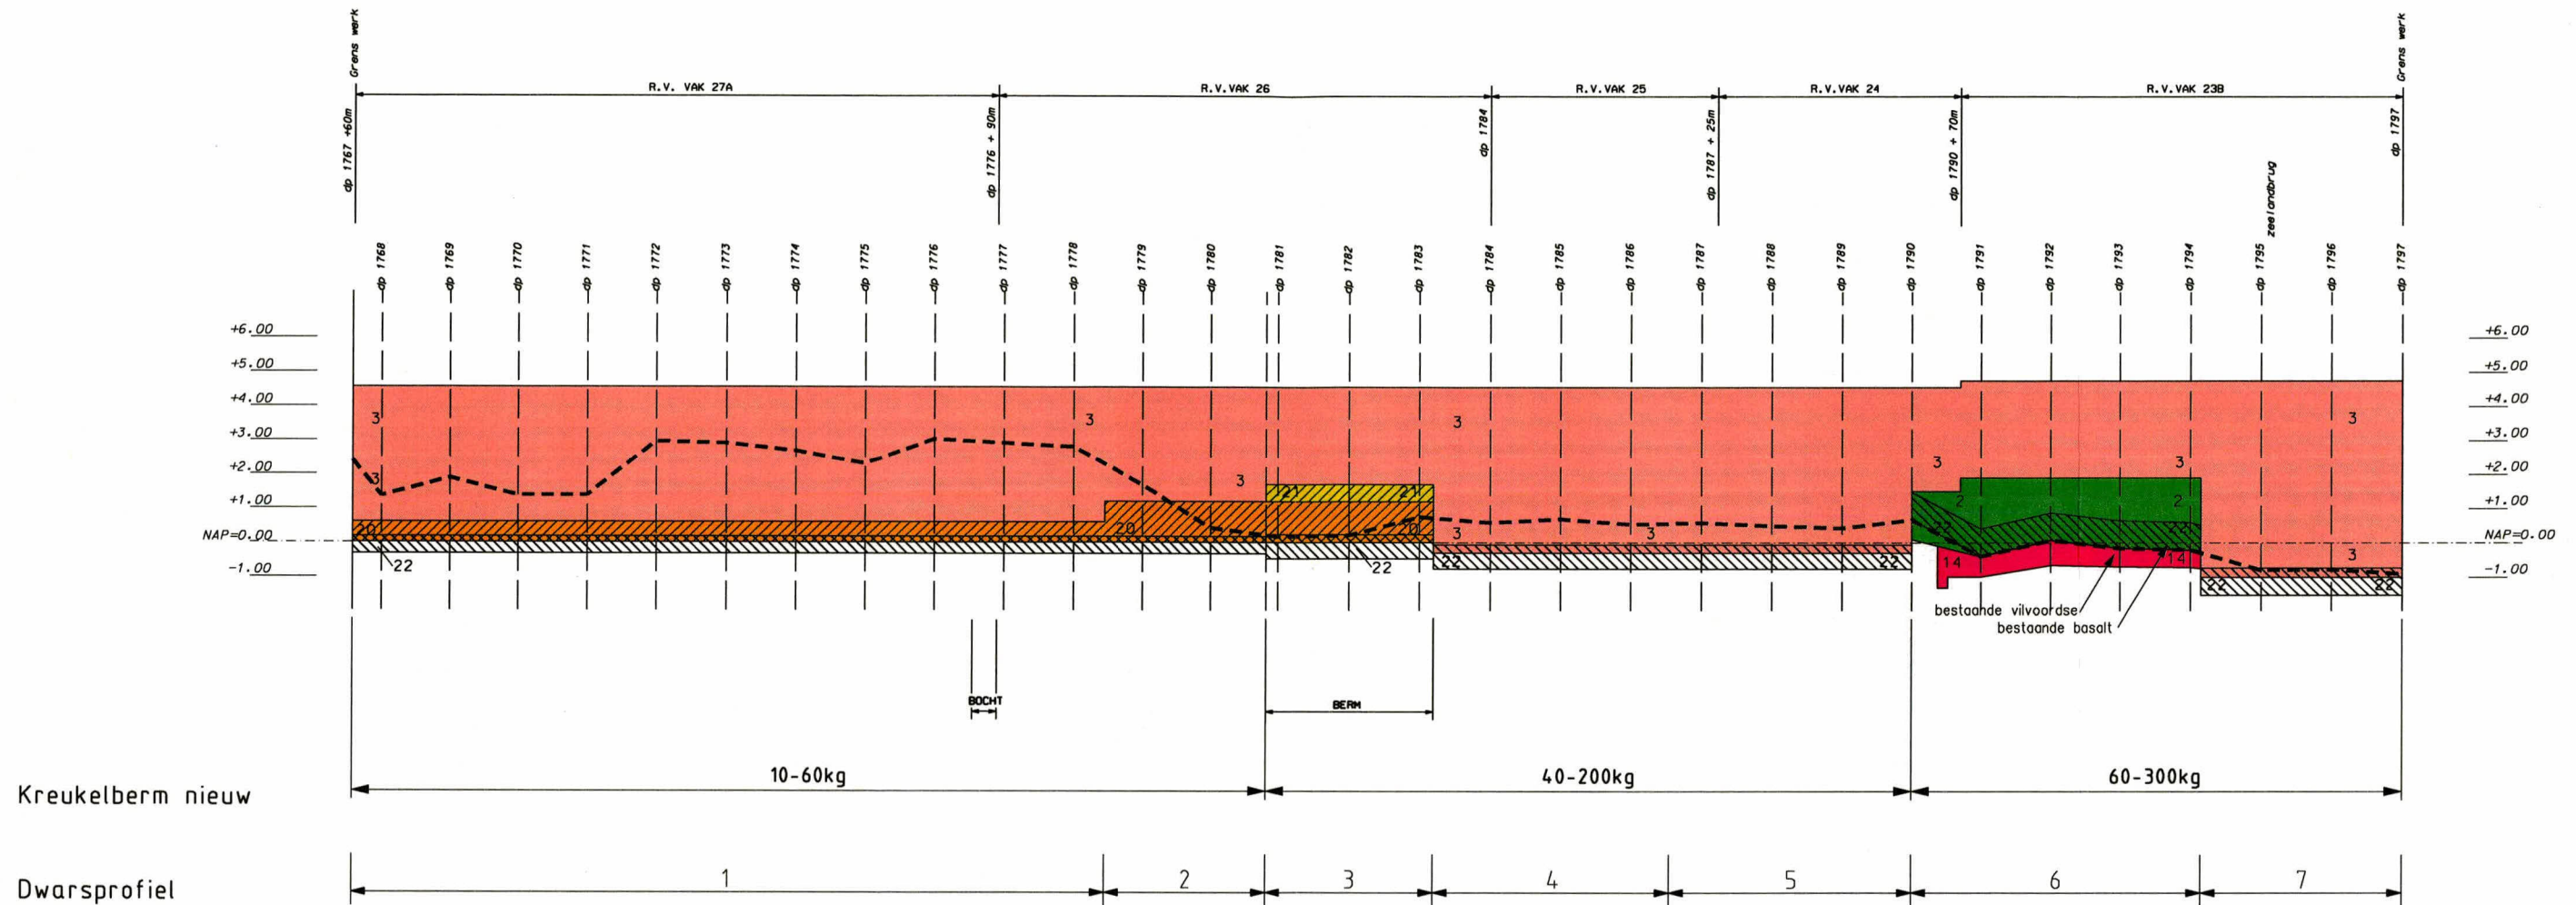 Grens werk
Grens werk
R.V. VAK 27A
R.V.VAK 26
R.V.VAK 25
R.V.VAK 24
R.V.VAK 23B
dp 1767 +60m
dp 1776 + 90m
dp 1784
dp 1787 + 25m
dp 1790 + 70m
zeelandbrug
dp 1797
dp 1768
dp 1769
dp 1770
dp 1771
dp 1772
dp 1773
dp 1774
dp 1775
dp 1776
dp 1777
dp 1778
dp 1779
dp 1780
dp 1781
dp 1782
dp 1783
dp 1784
dp 1785
dp 1786
dp 1787
dp 1788
dp 1789
dp 1790
dp 1791
dp 1792
dp 1793
dp 1794
dp 1795
dp 1796
dp 1797
+6.00
+6.00
+5.00
+5.00
+4.00
+4.00
3
3
3
3
+3.00
+3.00
+2.00
3
3
+2.00
3
3
21
21
+1.00
2
2
+1.00
20
20
20
22
22
NAP=0.00
3
3
NAP=0.00
3
-1.00
22
22
22
22
14
14
22
22
-1.00
bestaande vilvoordse
bestaande basalt
BOCHT
BERM
Kreukelberm nieuw
10-60kg
40-200kg
60-300kg
Dwarsprofiel
1
2
3
4
5
6
7